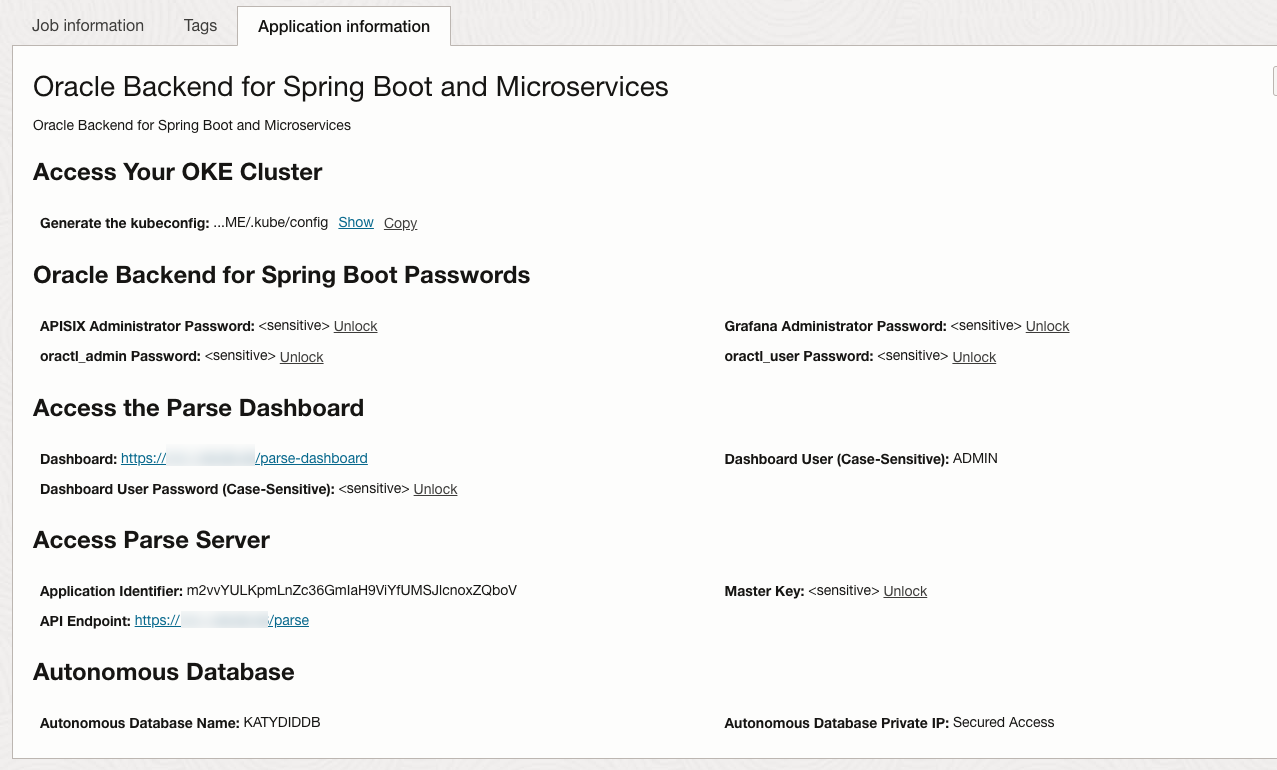 Job information Tags Application information
Oracle Backend for Spring Boot and Microservices
Oracle Backend for Spring Boot and Microservices
Access Your OKE Cluster
Generate the kubeconfig: ...ME/.kube/config Show Copy
Oracle Backend for Spring Boot Passwords
APISIX Administrator Password: <sensitive> Unlock Grafana Administrator Password: <sensitive> Unlock
oractl_admin Password: <sensitive> Unlock oractl_user Password: <sensitive> Unlock
Access the Parse Dashboard
Dashboard: https:// /parse-dashboard Dashboard User (Case-Sensitive): ADMIN
Dashboard User Password (Case-Sensitive): <sensitive> Unlock
Access Parse Server
Application Identifier: m2vvYULKpmLnZc36GmIaH9ViYfUMSJlcnoxZQboV Master Key: <sensitive> Unlock
API Endpoint: https:// /parse
Autonomous Database
Autonomous Database Name: KATYDIDDB Autonomous Database Private IP: Secured Access